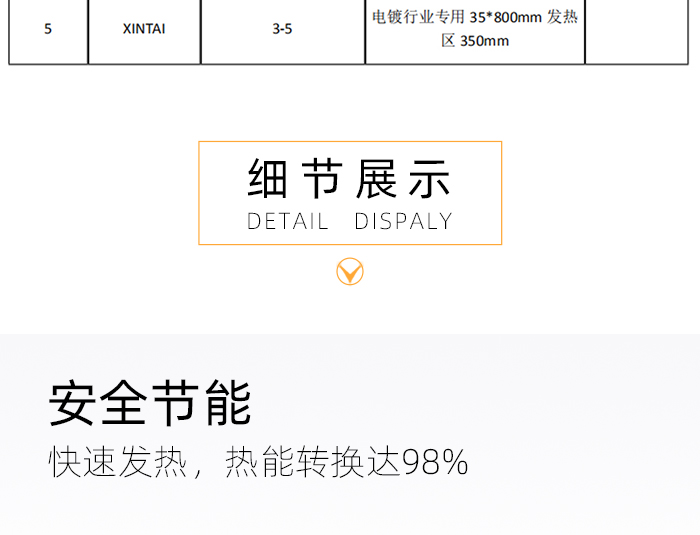 5 XINTAI 3-5 电镀行业专用 35*800mm 发热
区 350mm
细节展示
DETAIL DISPALY
安全节能
快速发热，热能转换达98%